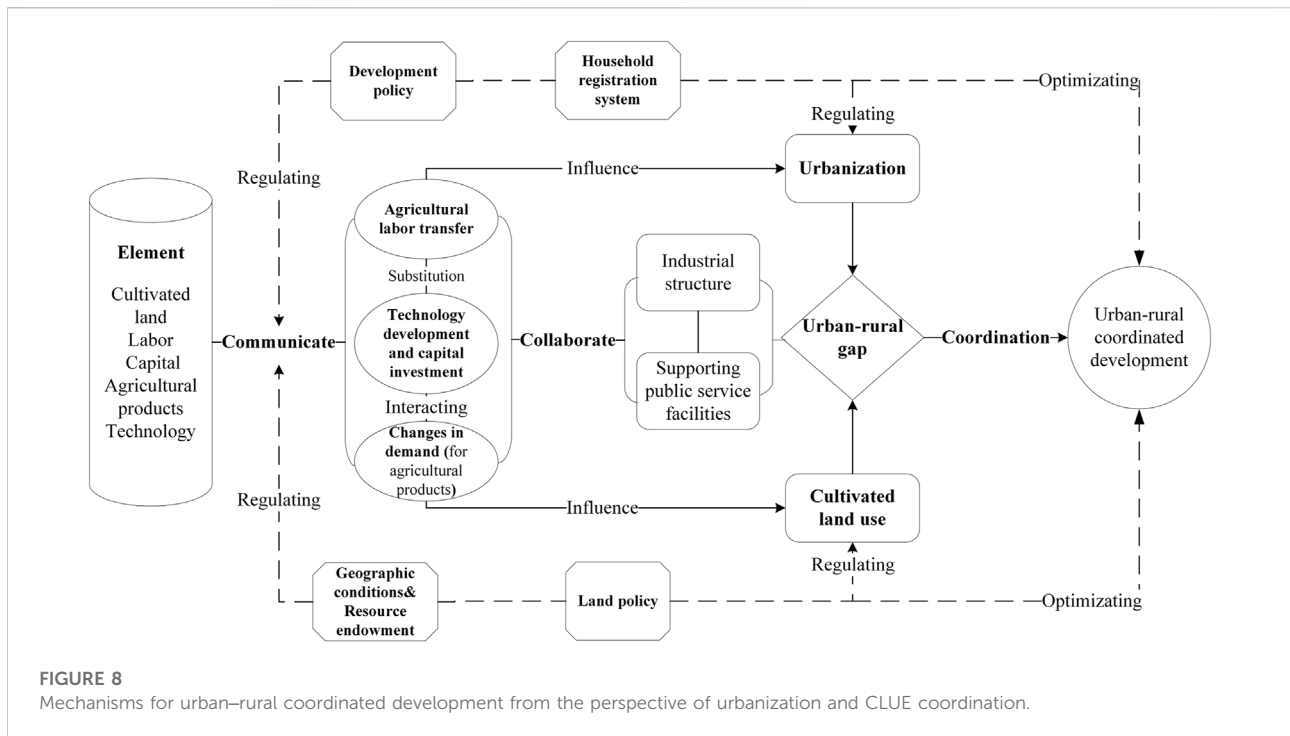 Development
policy
Household
registration
system
Optimizating
Regulating
Regulating
Influence
Urbanization
Element
Cultivated
land
Labor
Capital
Agricultural
products
Technology
Communicate
Agricultural
labor transfer
Substitution
Technology
development
and capital
investment
Interacting
Changes in
demand (for
agricultural
products)
Collaborate
Industrial
structure
Supporting
public service
facilities
Urban-rural
gap
Coordination
Urban-rural
coordinated
development
Regulating
Influence
Cultivated
land use
Regulating
Geographic
conditions&
Resource
endowment
Land policy
Optimizating
FIGURE 8
Mechanisms for urban–rural coordinated development from the perspective of urbanization and CLUE coordination.